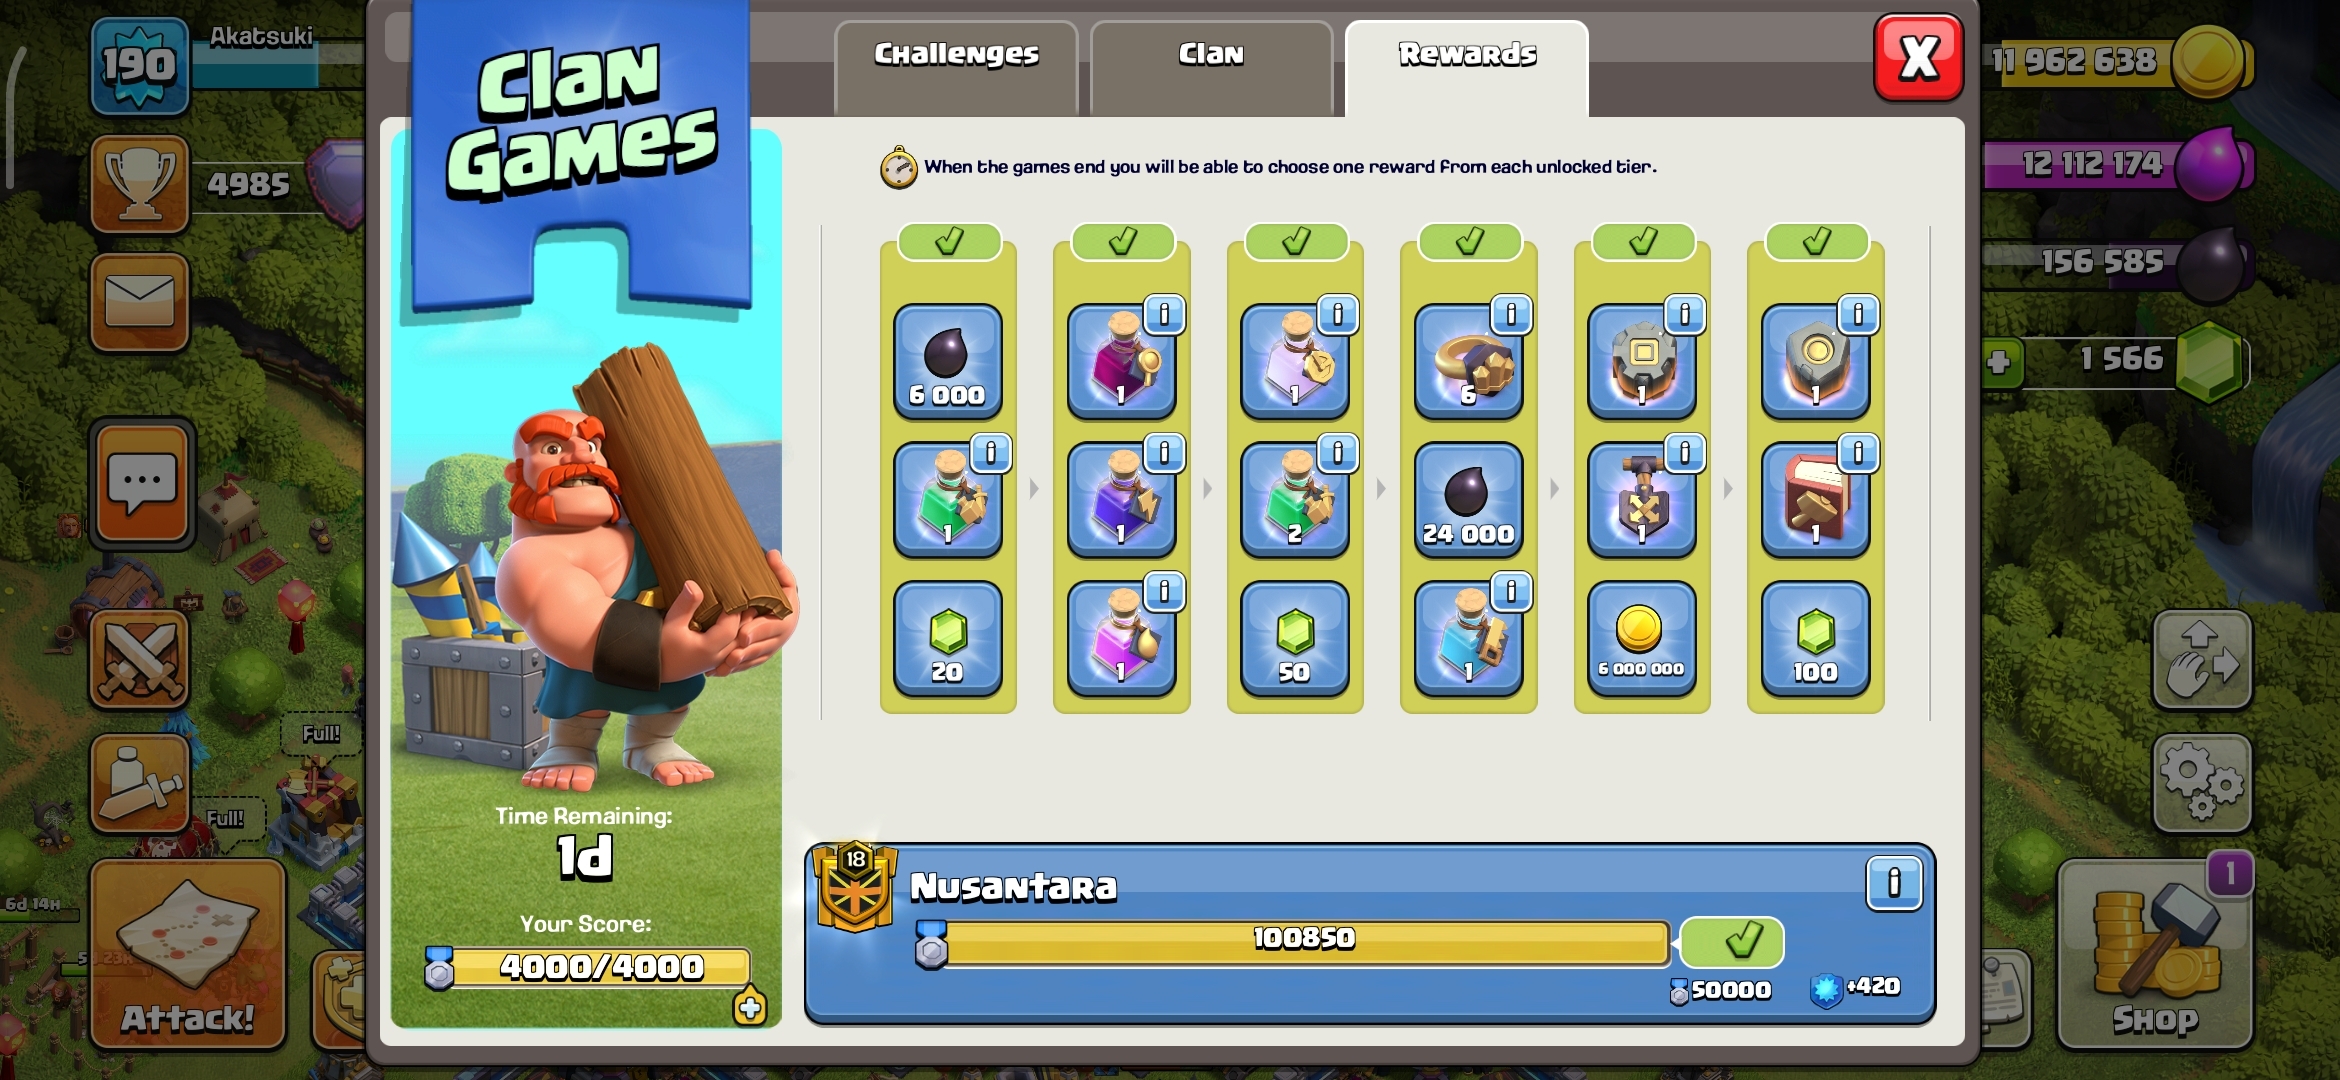 190
Akatsuki
4985
Clan
Games
Challenges
Clan
Rewards
X
11 962 638
12 112 174
156 585
1 566
When the games end you will be able to choose one reward from each unlocked tier.
6 000
1
1
6
1
1
1
1
2
24 000
1
1
20
1
50
1
6 000 000
100
Full!
Full!
6d 14H
Time Remaining:
1d
Your Score:
4000/4000
18
Nusantara
100850
50000
+420
Attack!
1
Shop